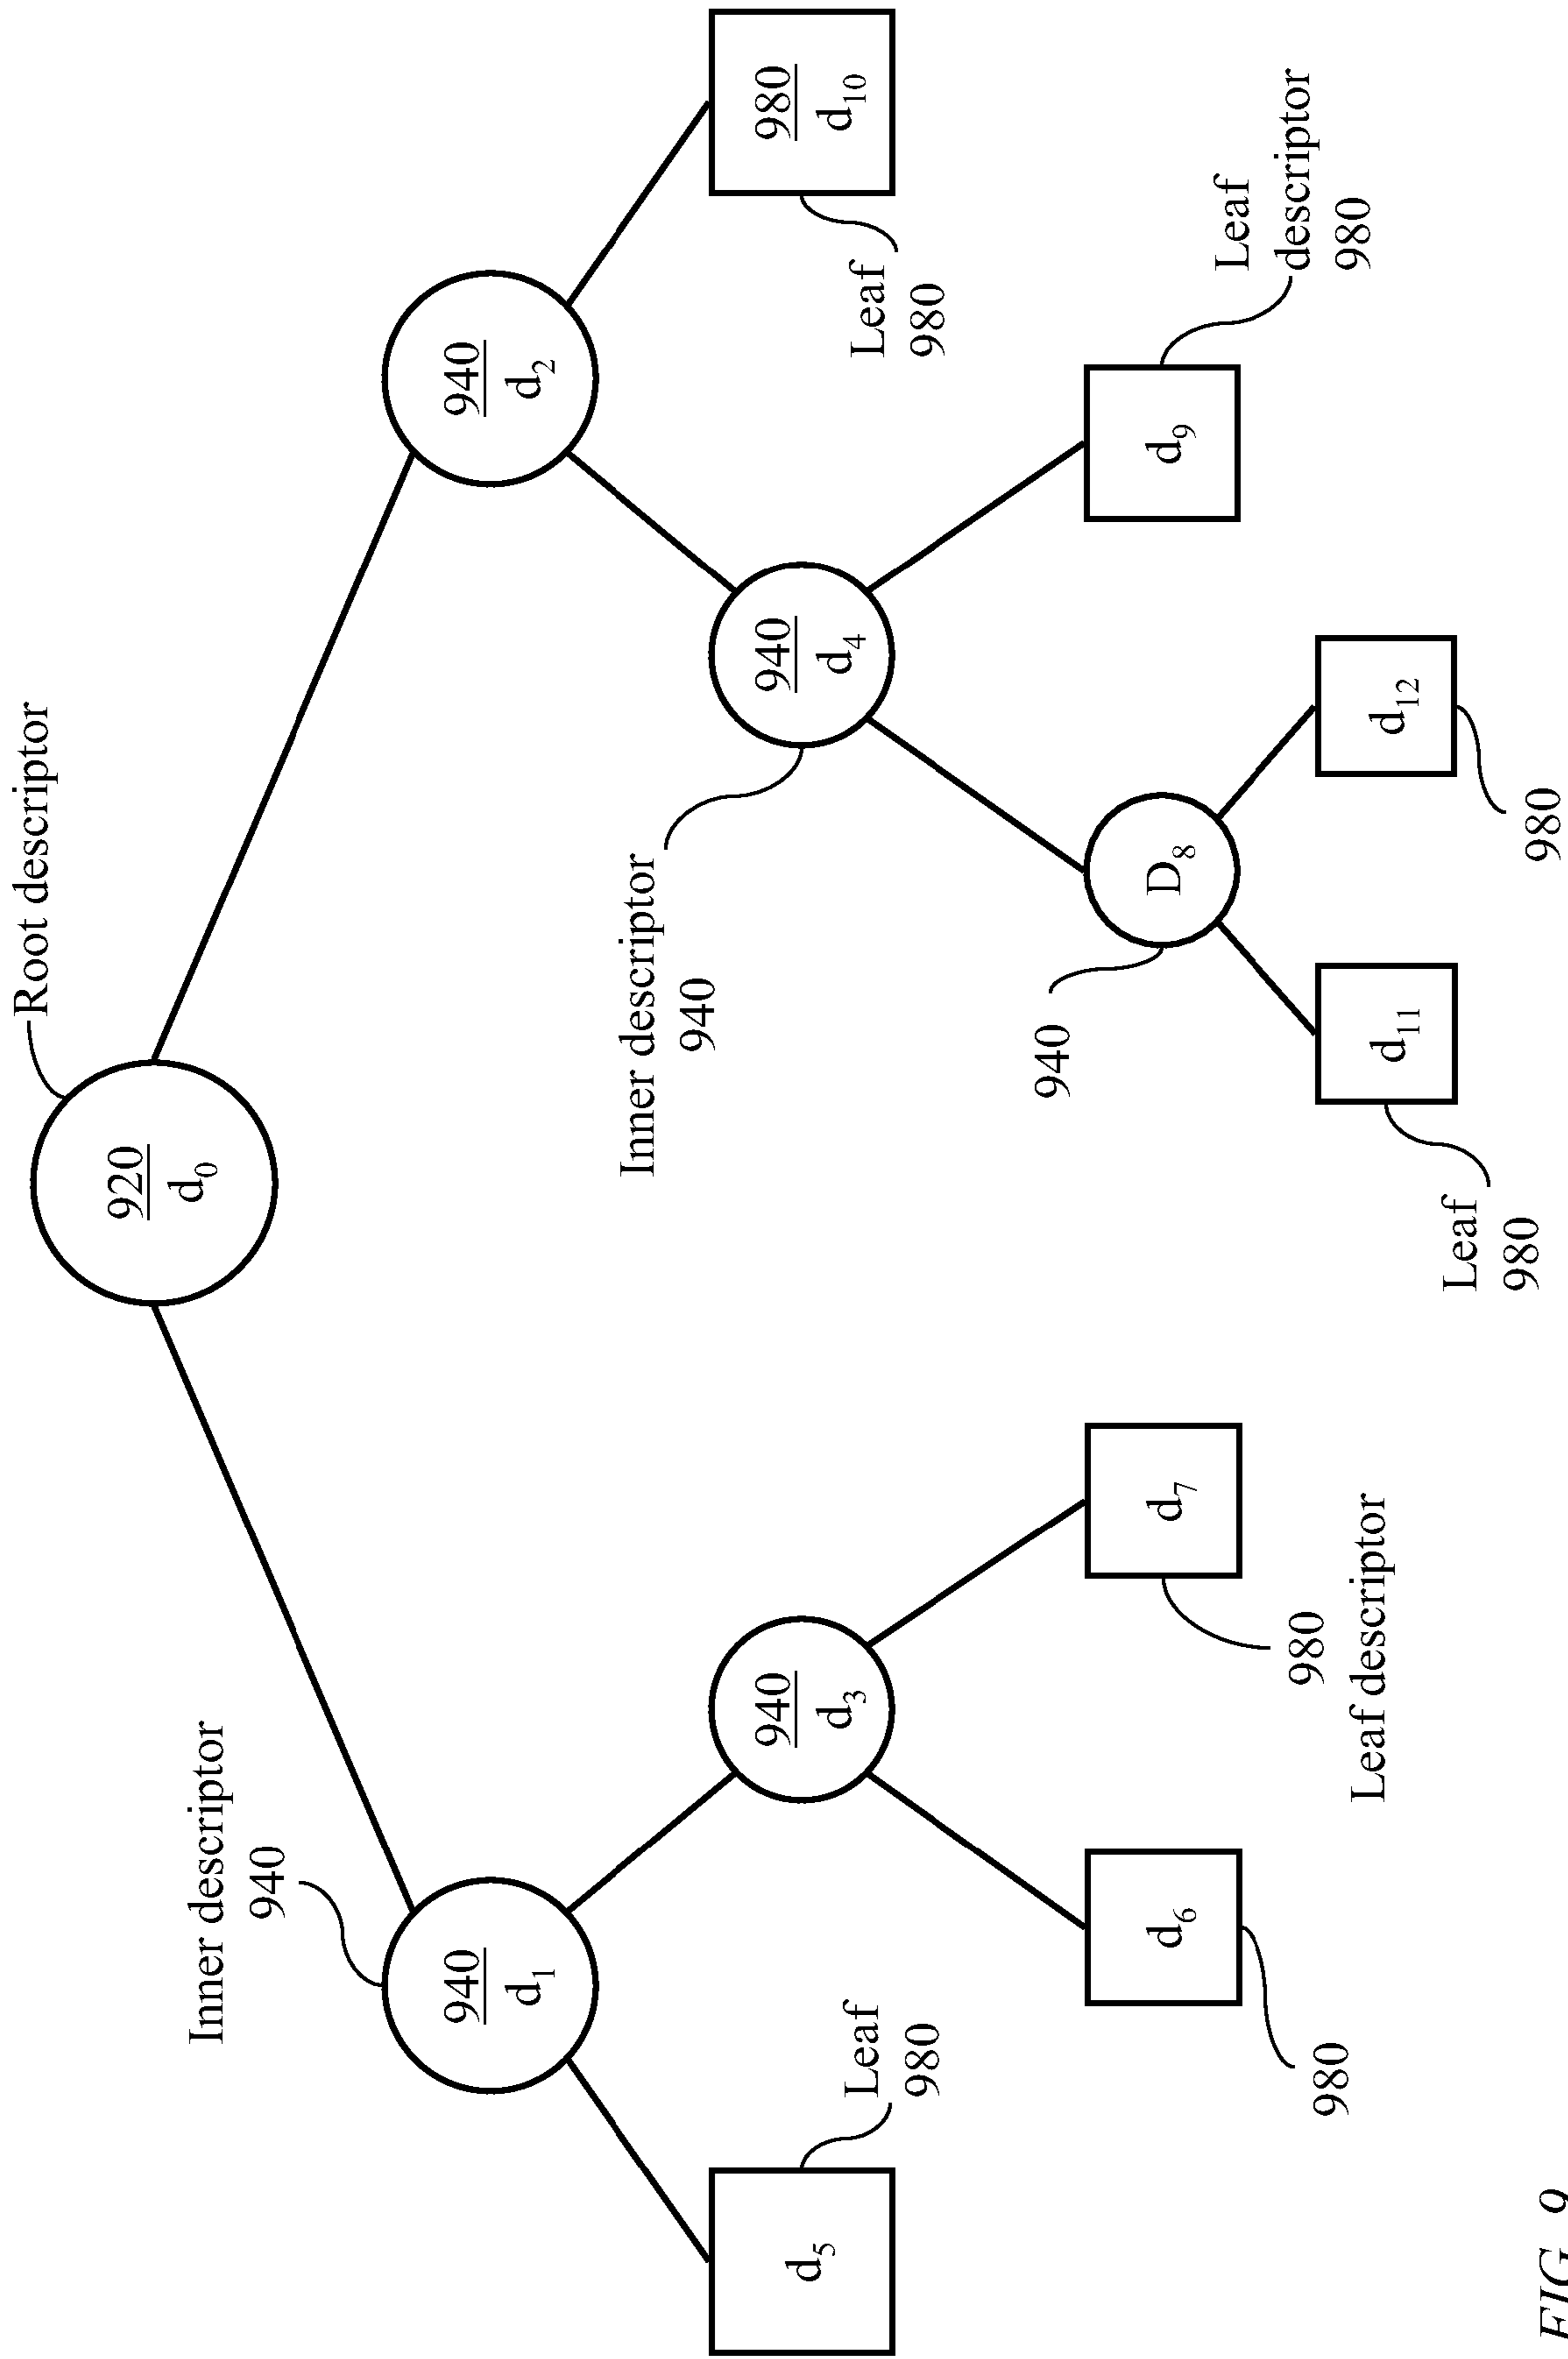 Root descriptor
920
d0
Inner descriptor
940
940
d1
940
d2
Leaf
980
d5
940
d3
Inner descriptor
940
940
d4
980
d10
Leaf
980
d6
980
d7
980
Leaf descriptor
940
D8
d9
Leaf
descriptor
980
d11
Leaf
980
d12
980
FIG. 9